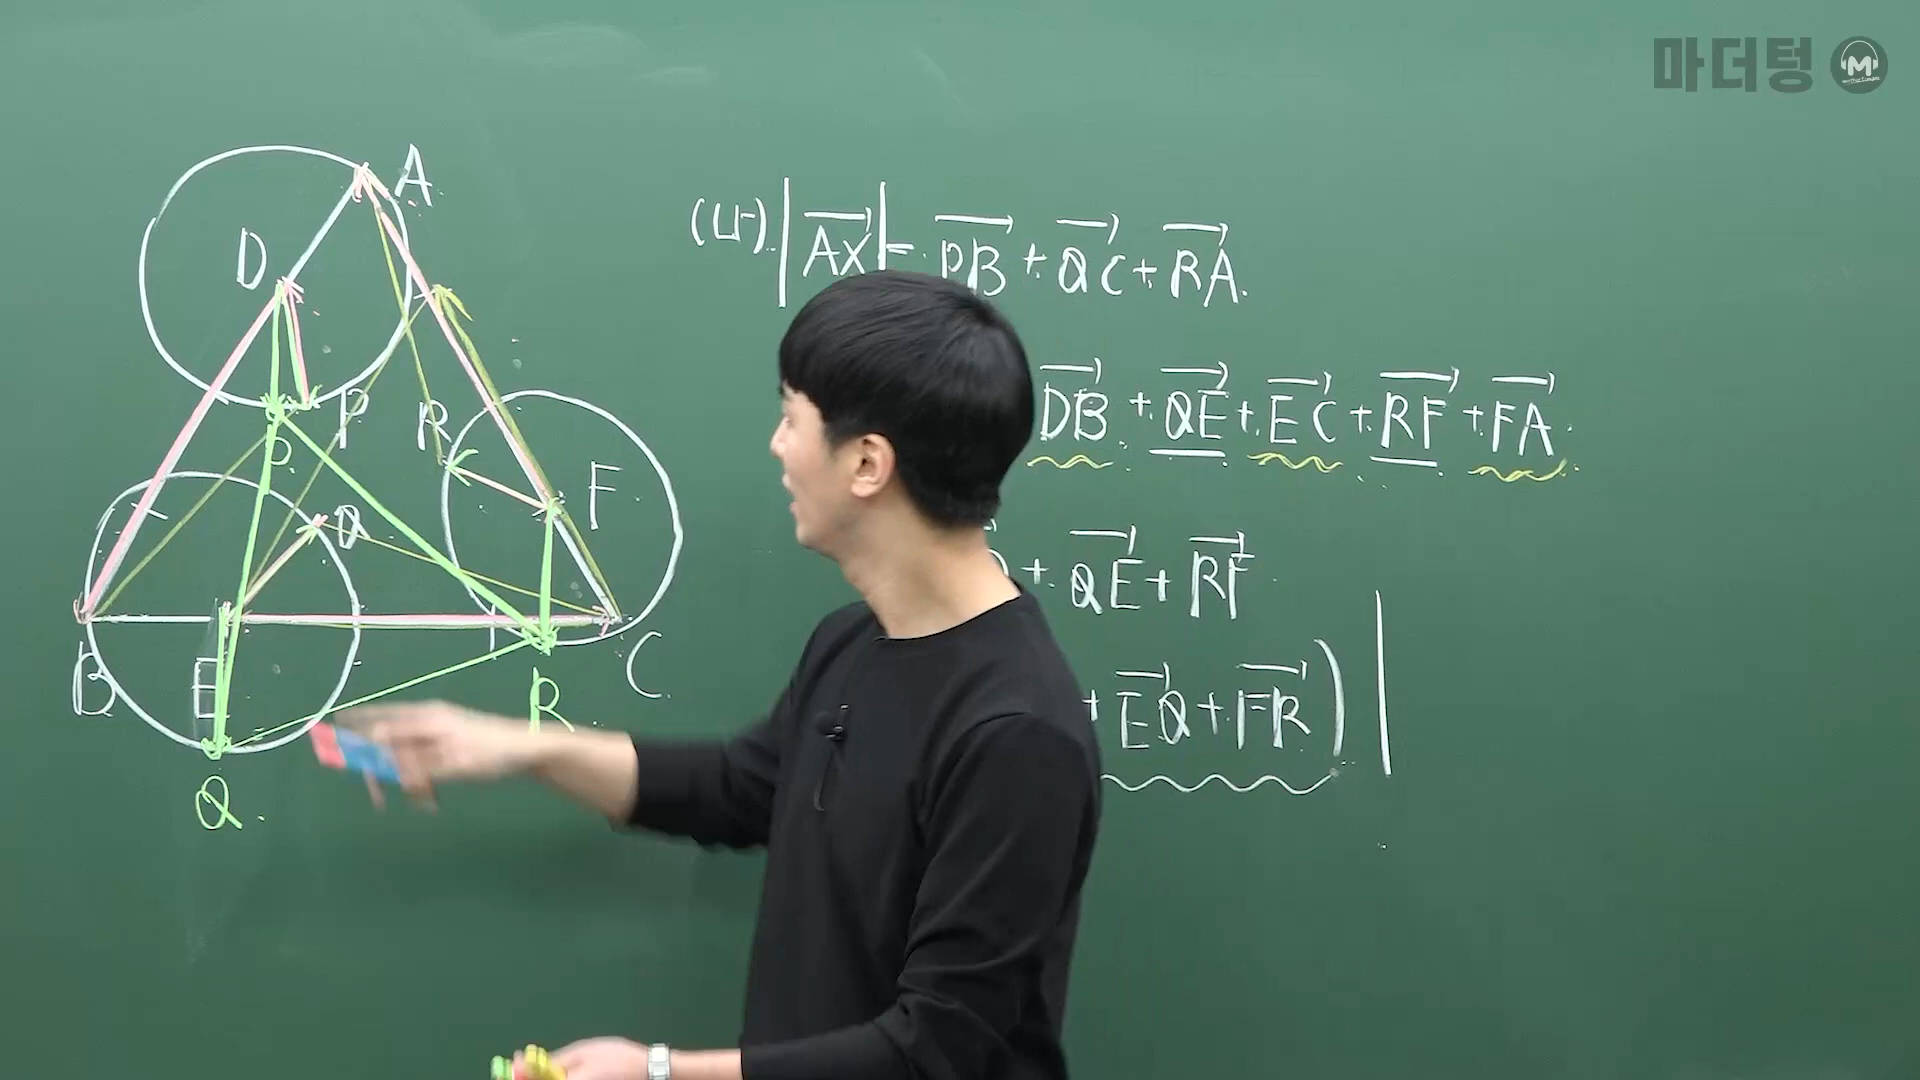 마더텅 M
A
D
P
P
R
F
Q
B
E
C
R
Q
(나) |AX| = PB + QC + RA
DB + QE + EC + RF + FA
+ QE + RF
+ EQ + FR)|